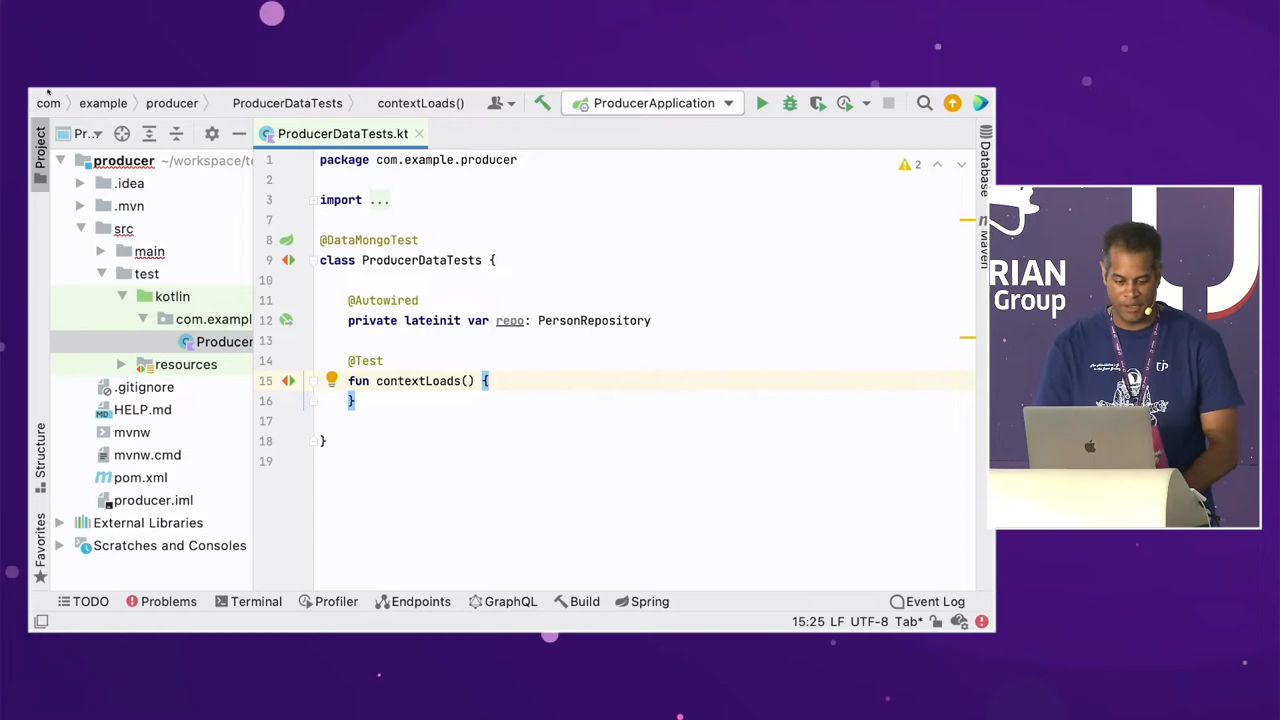 com
example
producer
ProducerDataTests
contextLoads()
ProducerApplication
Project
Pr...
ProducerDataTests.kt
producer ~/workspace/te
.idea
.mvn
src
main
test
kotlin
com.exampl
Producer
resources
.gitignore
HELP.md
mvnw
mvnw.cmd
pom.xml
producer.iml
External Libraries
Scratches and Consoles
Structure
Favorites
1 package com.example.producer
2
3 import ...
7
8 @DataMongoTest
9 class ProducerDataTests {
10
11 @Autowired
12 private lateinit var repo: PersonRepository
13
14 @Test
15 fun contextLoads() {
16 }
17
18 }
19
2
Database
Maven
TODO
Problems
Terminal
Profiler
Endpoints
GraphQL
Build
Spring
Event Log
15:25 LF UTF-8 Tab*
RIAN
Group